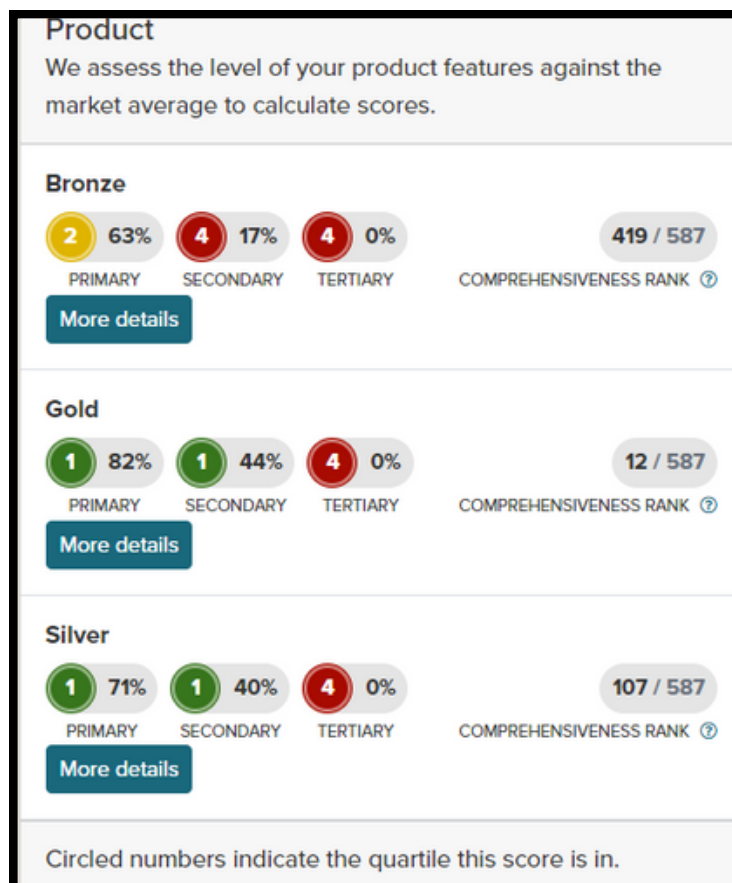 Product
We assess the level of your product features against the
market average to calculate scores.
Bronze
2 63% 4 17% 4 0% 419 / 587
PRIMARY SECONDARY TERTIARY COMPREHENSIVENESS RANK ?
More details
Gold
1 82% 1 44% 4 0% 12 / 587
PRIMARY SECONDARY TERTIARY COMPREHENSIVENESS RANK ?
More details
Silver
1 71% 1 40% 4 0% 107 / 587
PRIMARY SECONDARY TERTIARY COMPREHENSIVENESS RANK ?
More details
Circled numbers indicate the quartile this score is in.